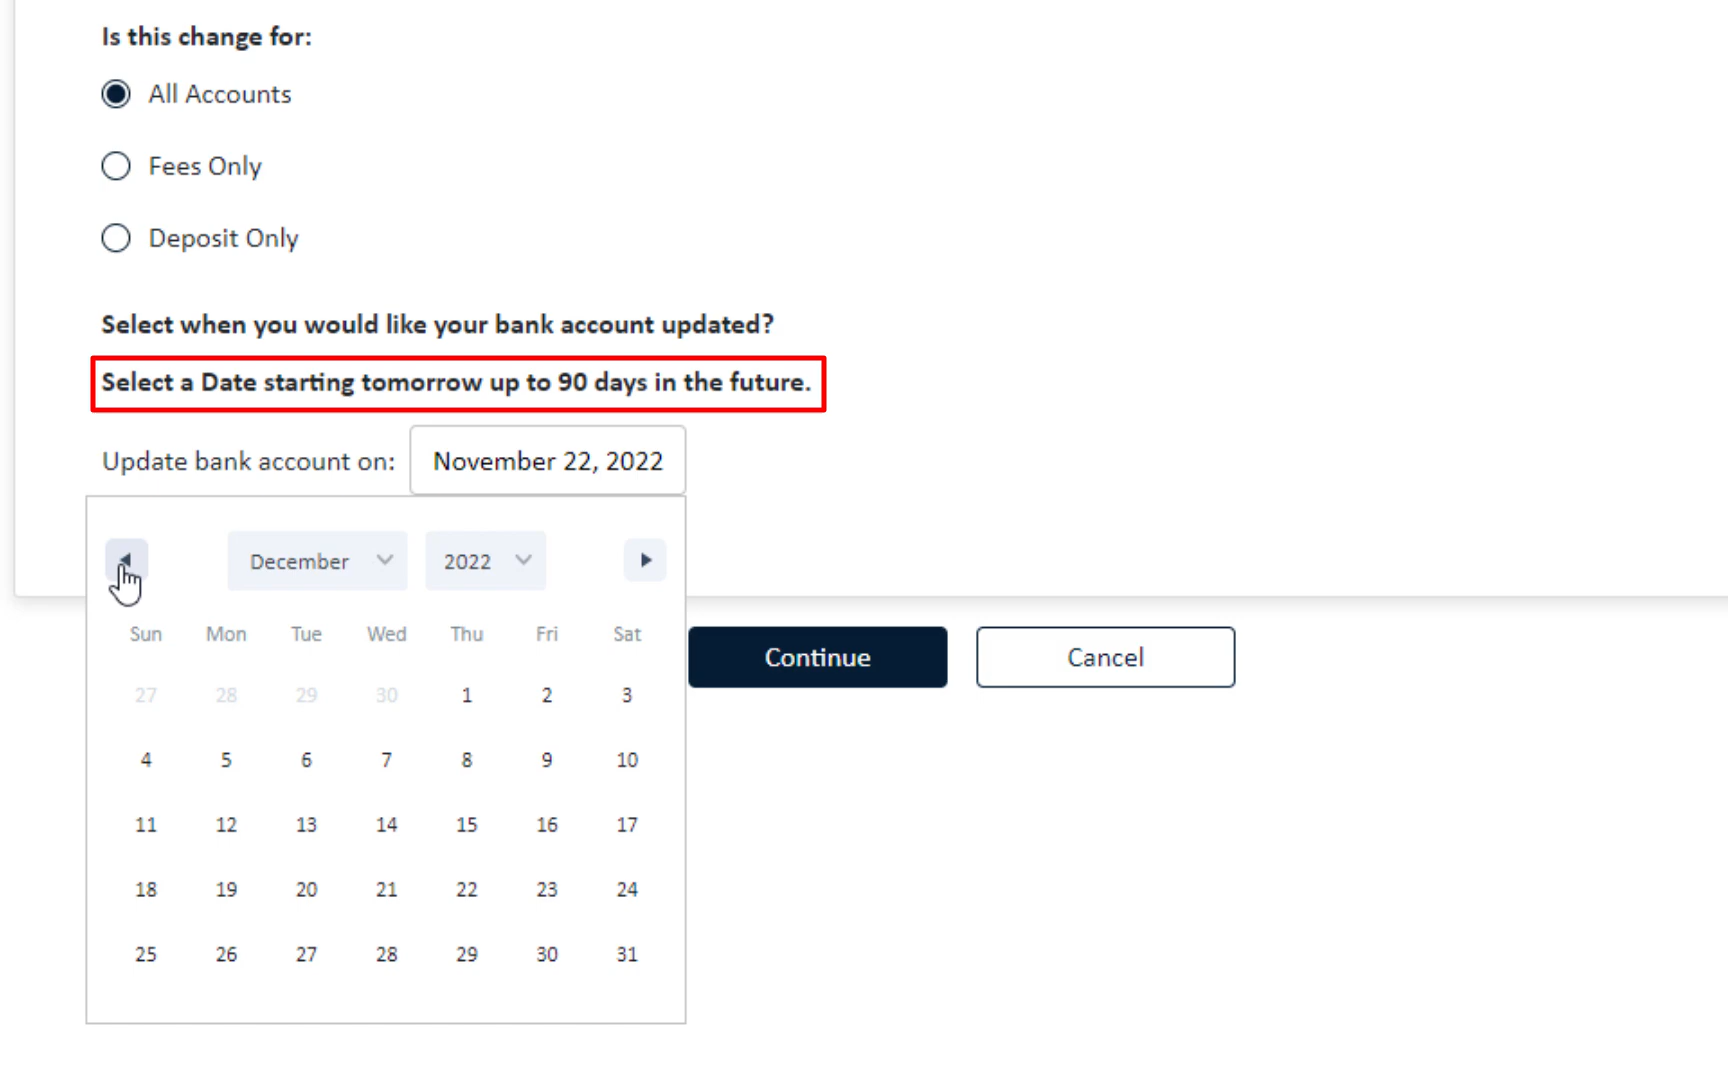 Is this change for:
All Accounts
Fees Only
Deposit Only
Select when you would like your bank account updated?
Select a Date starting tomorrow up to 90 days in the future.
Update bank account on: November 22, 2022
December 2022
Sun Mon Tue Wed Thu Fri Sat
27 28 29 30 1 2 3
4 5 6 7 8 9 10
11 12 13 14 15 16 17
18 19 20 21 22 23 24
25 26 27 28 29 30 31
Continue Cancel